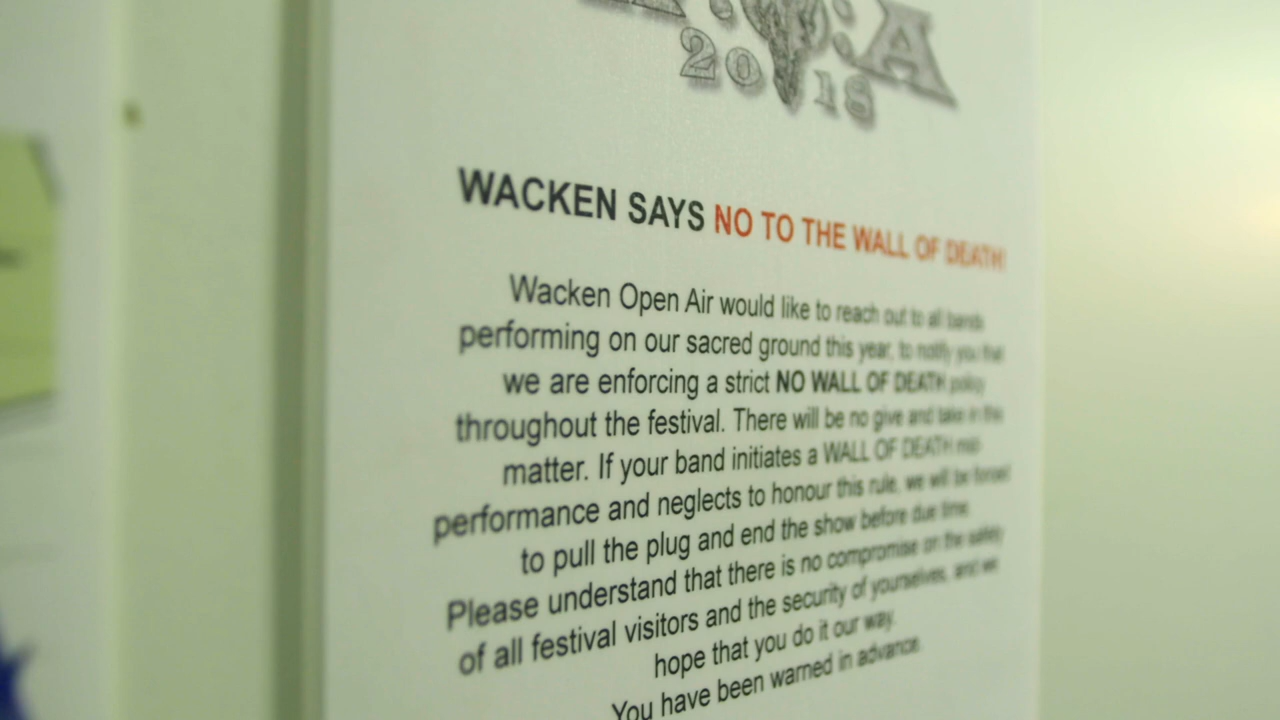 W:O:A
2018
WACKEN SAYS NO TO THE WALL OF DEATH!
Wacken Open Air would like to reach out to all bands
performing on our sacred ground this year, to notify you that
we are enforcing a strict NO WALL OF DEATH policy
throughout the festival. There will be no give and take in this
matter. If your band initiates a WALL OF DEATH mid-
performance and neglects to honour this rule, we will be forced
to pull the plug and end the show before due time.
Please understand that there is no compromise on the safety
of all festival visitors and the security of yourselves, and we
hope that you do it our way.
You have been warned in advance.